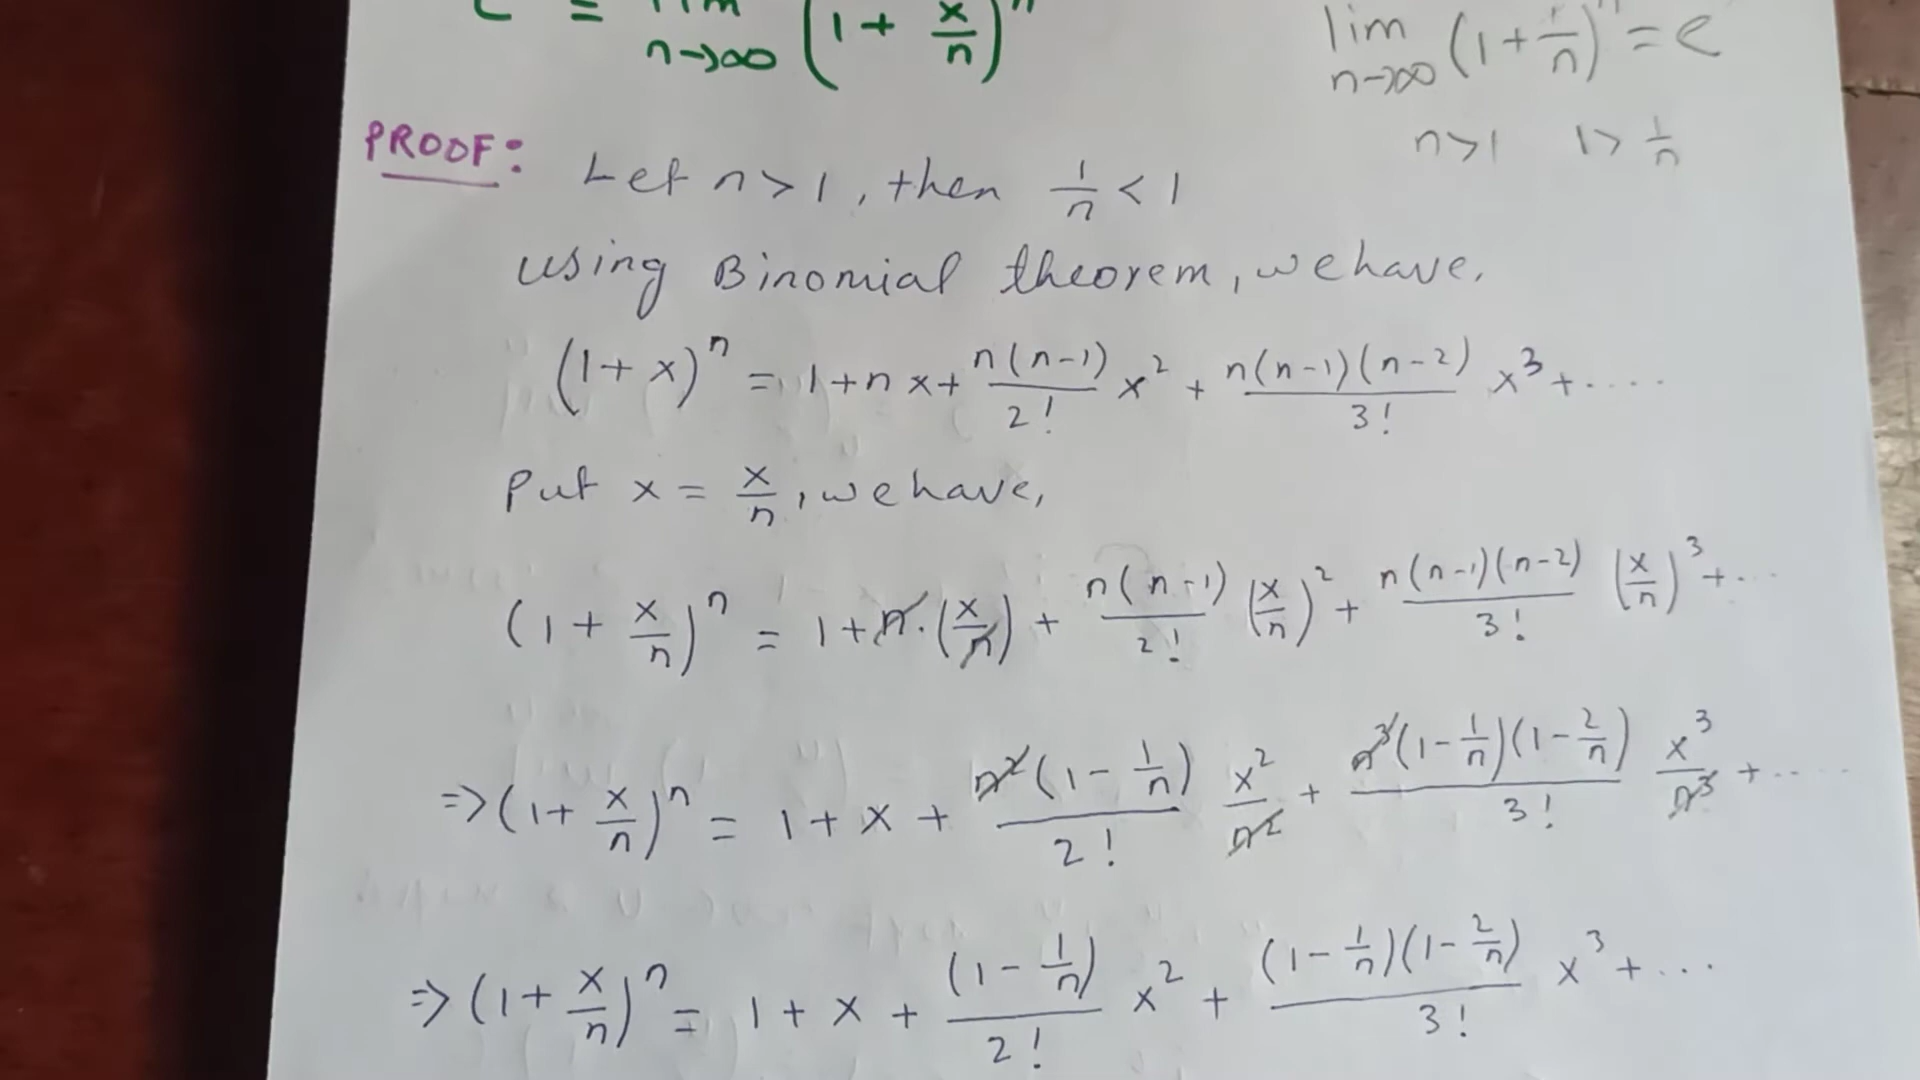 = lim n→∞ (1 + x/n)^n
lim n→∞ (1 + 1/n)^n = e
n > 1   1 > 1/n
PROOF: Let n > 1, then 1/n < 1
using Binomial theorem, we have,
(1 + x)^n = 1 + n x + n(n-1)/2! x^2 + n(n-1)(n-2)/3! x^3 + ....
Put x = x/n, we have,
(1 + x/n)^n = 1 + n.(x/n) + n(n-1)/2! (x/n)^2 + n(n-1)(n-2)/3! (x/n)^3 + ...
=> (1 + x/n)^n = 1 + x + n^2(1 - 1/n)/2! x^2/n^2 + n^3(1 - 1/n)(1 - 2/n)/3! x^3/n^3 + .....
=> (1 + x/n)^n = 1 + x + (1 - 1/n)/2! x^2 + (1 - 1/n)(1 - 2/n)/3! x^3 + ....